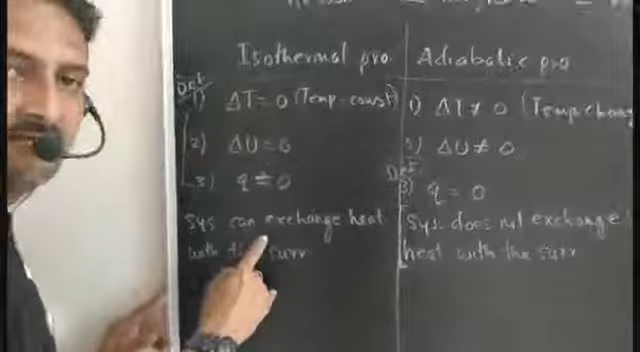 Isothermal pro. Adiabatic pro
Def
1) ΔT = 0 (Temp. const) 1) ΔT ≠ 0 (Temp chang
2) ΔU = 0 2) ΔU ≠ 0
Def
3) q ≠ 0 3) q = 0
Sys can exchange heat Sys. does not exchange
with surr. heat with the surr